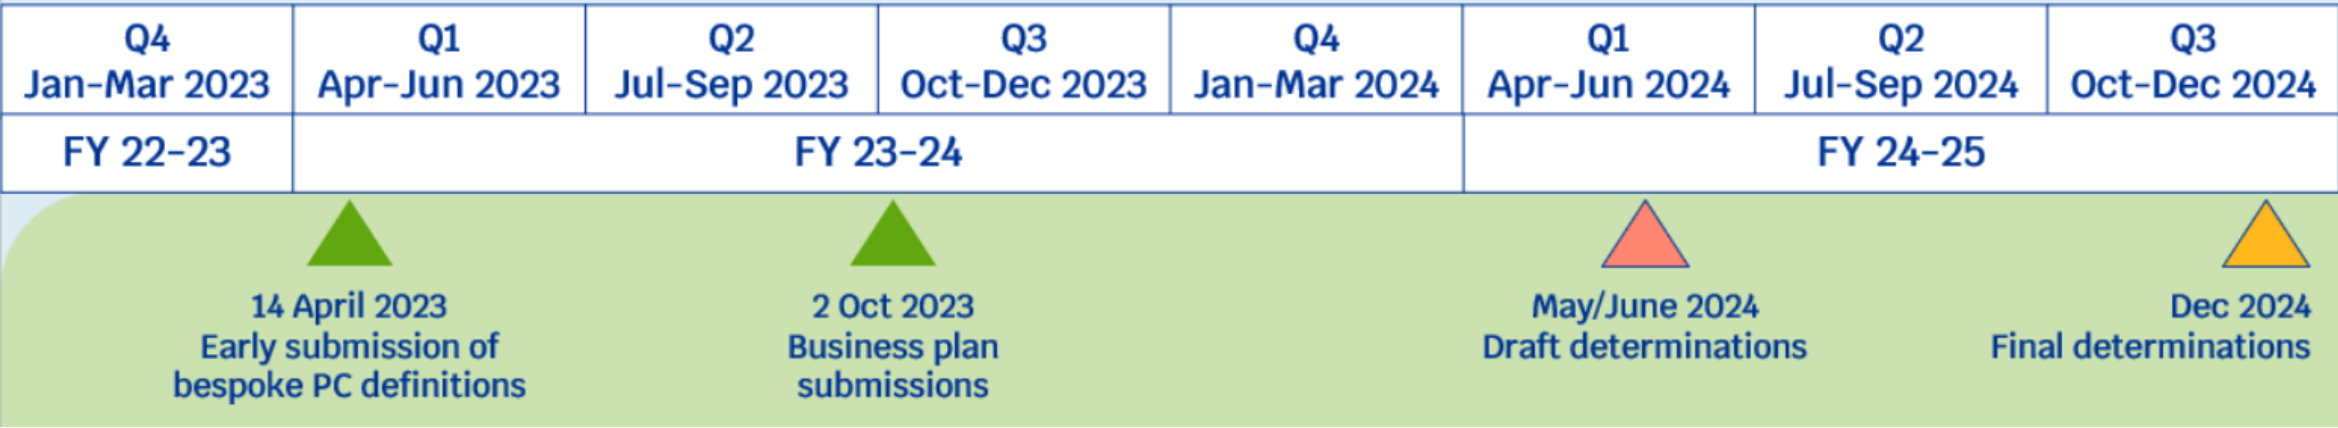 Q4
Jan-Mar 2023
Q1
Apr-Jun 2023
Q2
Jul-Sep 2023
Q3
Oct-Dec 2023
Q4
Jan-Mar 2024
Q1
Apr-Jun 2024
Q2
Jul-Sep 2024
Q3
Oct-Dec 2024
FY 22-23
FY 23-24
FY 24-25
14 April 2023
Early submission of
bespoke PC definitions
2 Oct 2023
Business plan
submissions
May/June 2024
Draft determinations
Dec 2024
Final determinations